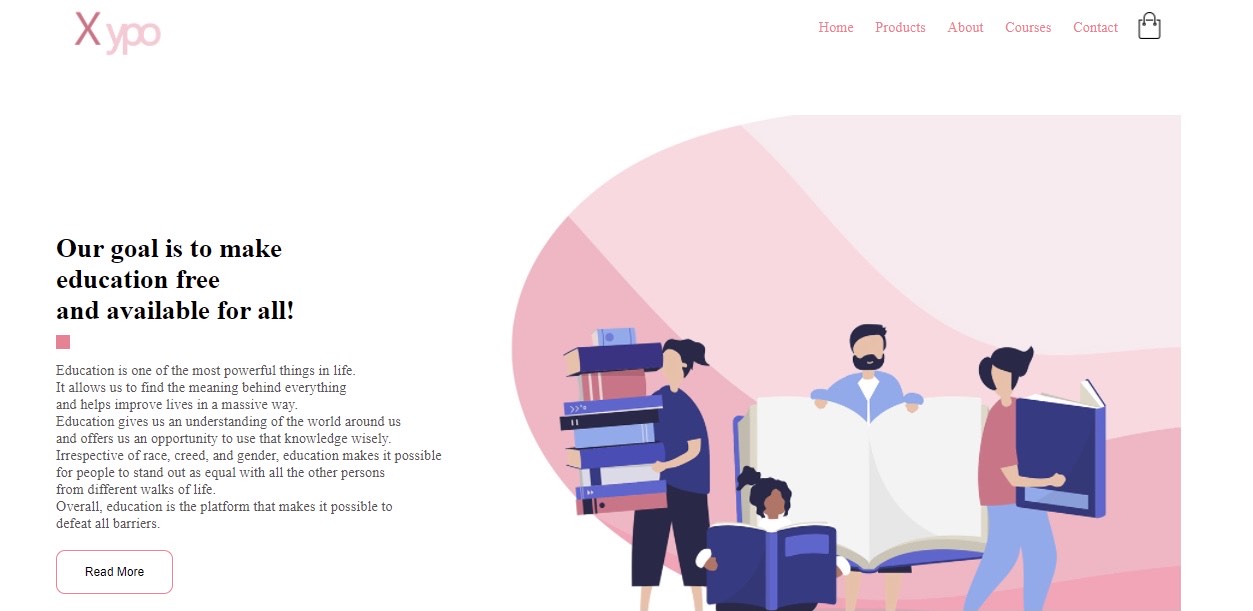 X ypo
Home Products About Courses Contact
Our goal is to make
education free
and available for all!
Education is one of the most powerful things in life.
It allows us to find the meaning behind everything
and helps improve lives in a massive way.
Education gives us an understanding of the world around us
and offers us an opportunity to use that knowledge wisely.
Irrespective of race, creed, and gender, education makes it possible
for people to stand out as equal with all the other persons
from different walks of life.
Overall, education is the platform that makes it possible to
defeat all barriers.
Read More